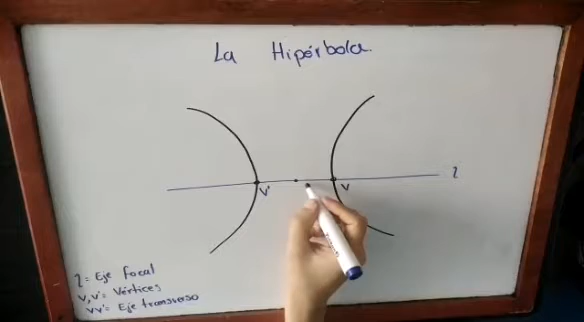 La Hipérbola.
l
V' V
l = Eje focal
V, V' = Vértices
VV' = Eje transverso